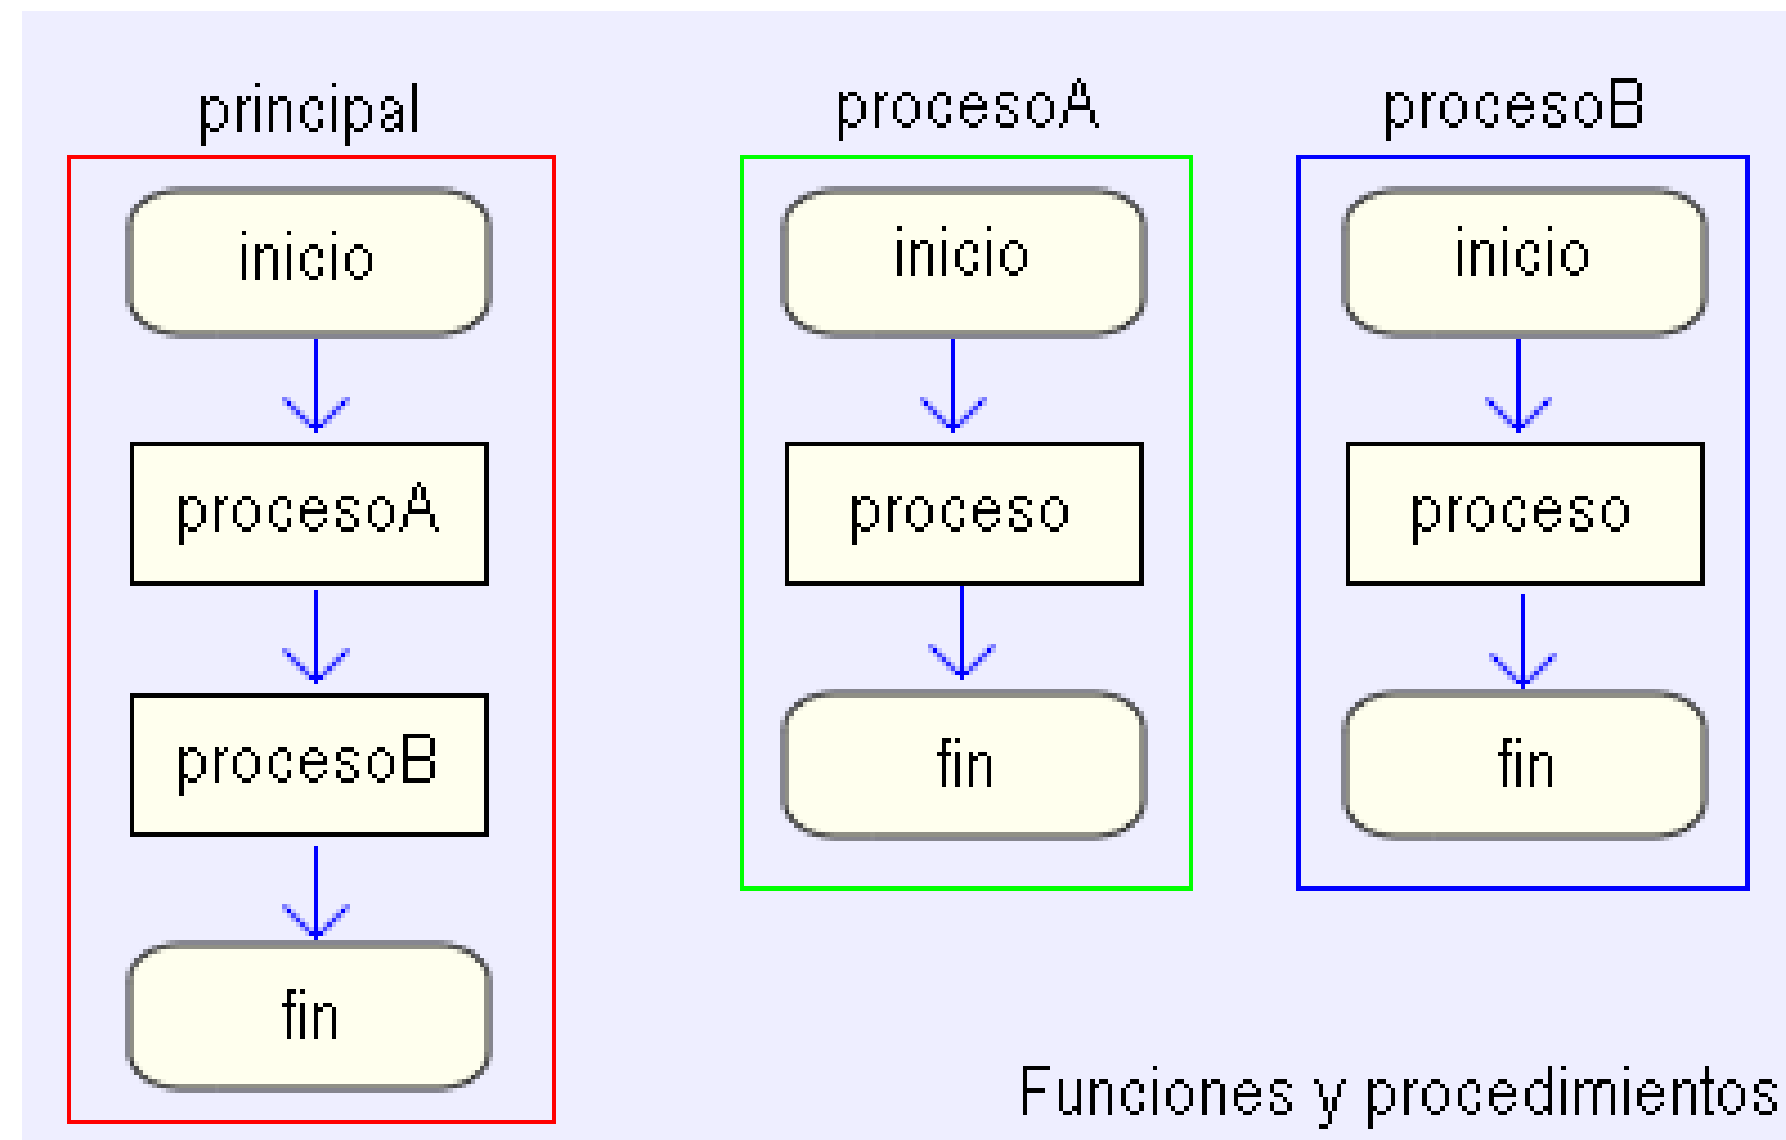 principal
inicio
procesoA
procesoB
fin
procesoA
inicio
proceso
fin
procesoB
inicio
proceso
fin
Funciones y procedimientos